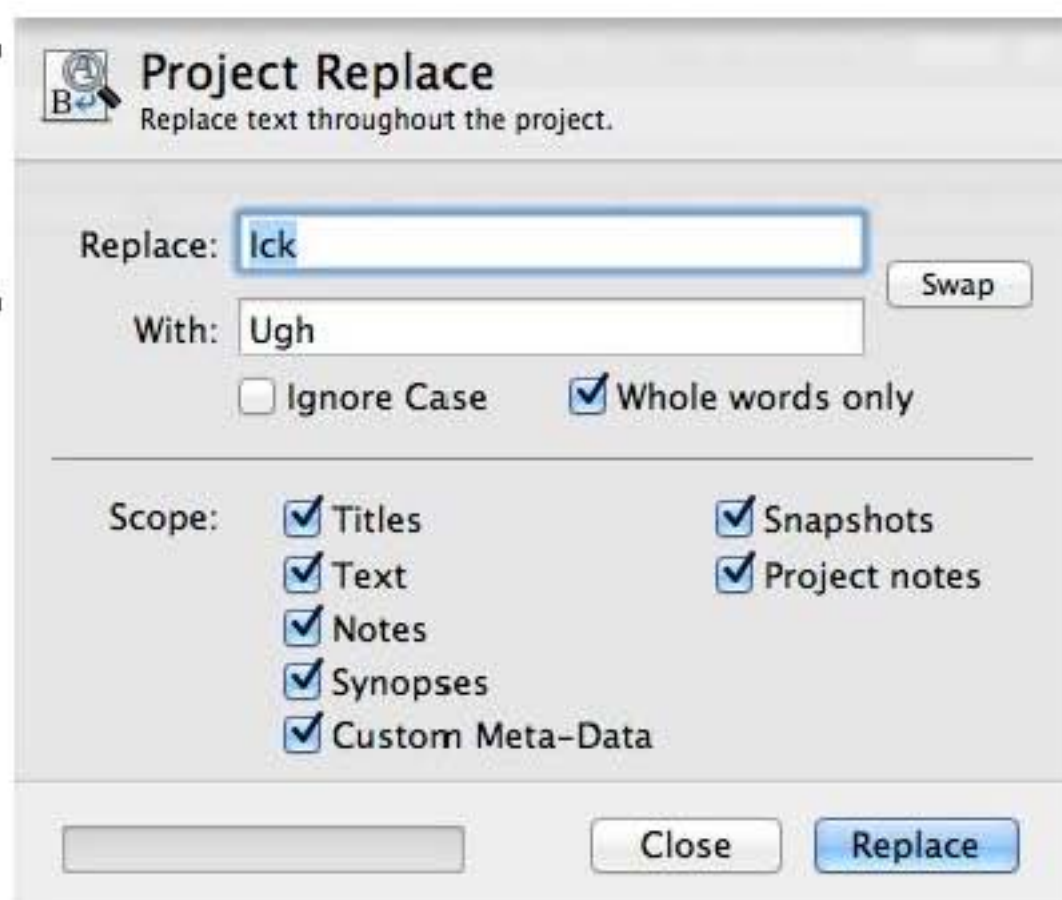 Project Replace
Replace text throughout the project.
Replace: Ick
Swap
With: Ugh
Ignore Case Whole words only
Scope: Titles Snapshots
Text Project notes
Notes
Synopses
Custom Meta-Data
Close Replace